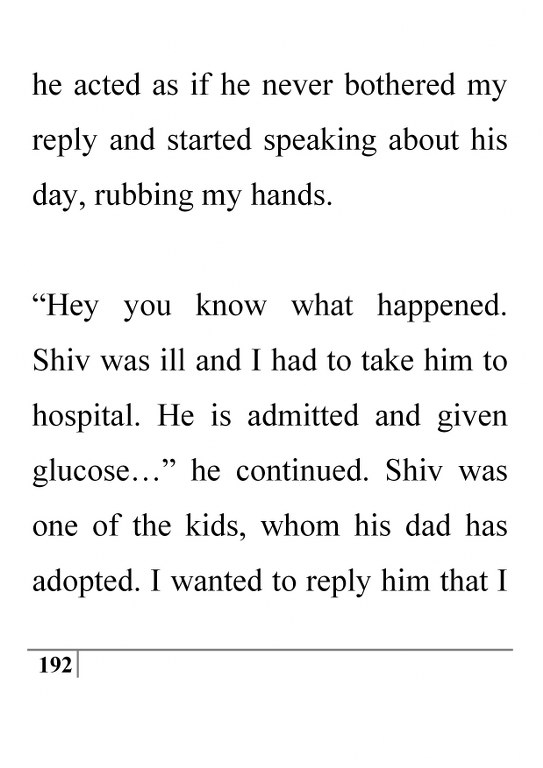 he acted as if he never bothered my
reply and started speaking about his
day, rubbing my hands.
“Hey you know what happened.
Shiv was ill and I had to take him to
hospital. He is admitted and given
glucose…” he continued. Shiv was
one of the kids, whom his dad has
adopted. I wanted to reply him that I
192